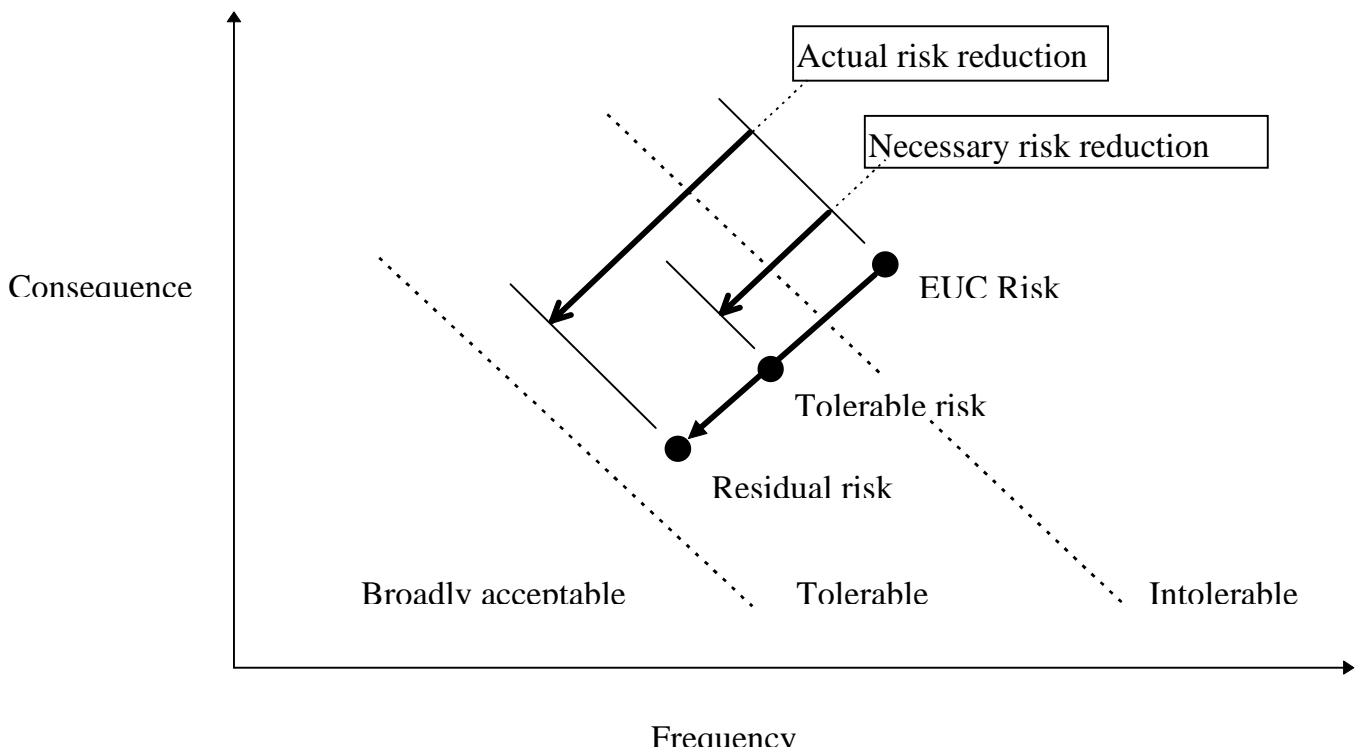 Actual risk reduction
Necessary risk reduction
Consequence
EUC Risk
Tolerable risk
Residual risk
Broadly acceptable
Tolerable
Intolerable
Frequency